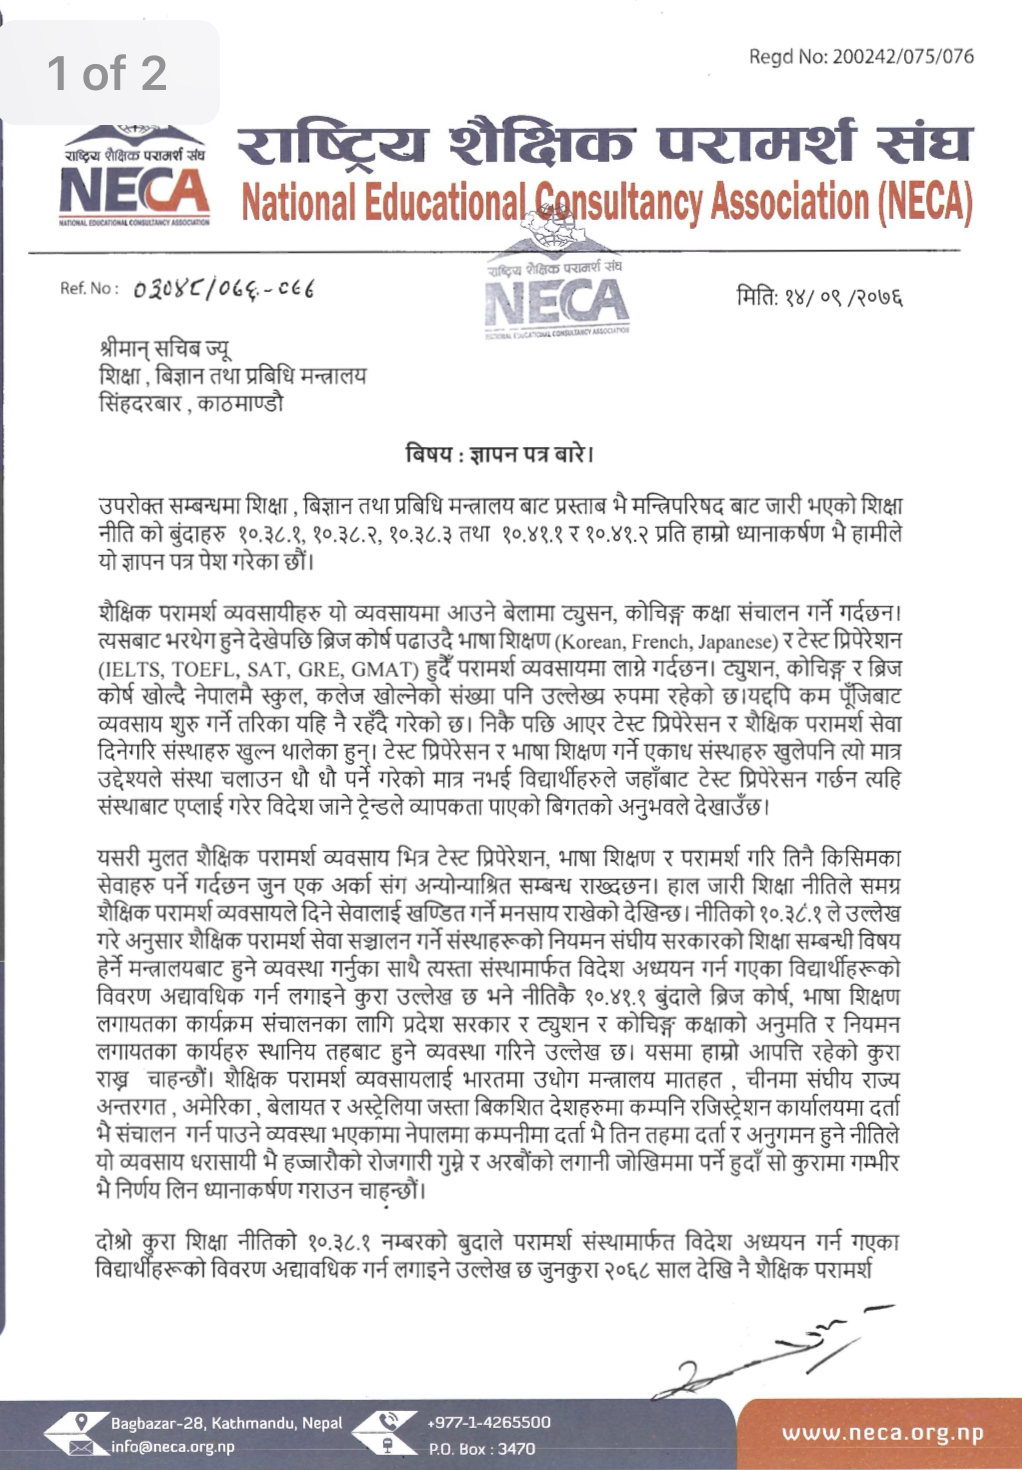 1 of 2
Regd No: 200242/075/076
राष्ट्रिय शैक्षिक परामर्श संघ
NECA
NATIONAL EDUCATIONAL CONSULTANCY ASSOCIATION
राष्ट्रिय शैक्षिक परामर्श संघ
National Educational Consultancy Association (NECA)
राष्ट्रिय शैक्षिक परामर्श संघ
NECA
NATIONAL EDUCATIONAL CONSULTANCY ASSOCIATION
Ref. No :
मिति: १४/ ०९ /२०७६
श्रीमान् सचिब ज्यू
शिक्षा , बिज्ञान तथा प्रबिधि मन्त्रालय
सिंहदरबार , काठमाण्डौ
बिषय : ज्ञापन पत्र बारे।
उपरोक्त सम्बन्धमा शिक्षा , बिज्ञान तथा प्रबिधि मन्त्रालय बाट प्रस्ताब भै मन्त्रिपरिषद बाट जारी भएको शिक्षा
नीति को बुंदाहरु १०.३८.१, १०.३८.२, १०.३८.३ तथा १०.४१.१ र १०.४१.२ प्रति हाम्रो ध्यानाकर्षण भै हामीले
यो ज्ञापन पत्र पेश गरेका छौं।
शैक्षिक परामर्श व्यवसायीहरु यो व्यवसायमा आउने बेलामा ट्युसन, कोचिङ्ग कक्षा संचालन गर्ने गर्दछन।
त्यसबाट भरथेग हुने देखेपछि ब्रिज कोर्ष पढाउदै भाषा शिक्षण (Korean, French, Japanese) र टेस्ट प्रिपेरेशन
(IELTS, TOEFL, SAT, GRE, GMAT) हुदैँ परामर्श व्यवसायमा लाग्ने गर्दछन। ट्युशन, कोचिङ्ग र ब्रिज
कोर्ष खोल्दै नेपालमै स्कुल, कलेज खोल्नेको संख्या पनि उल्लेख्य रुपमा रहेको छ।यद्दपि कम पूँजिबाट
व्यवसाय शुरु गर्ने तरिका यहि नै रहँदै गरेको छ। निकै पछि आएर टेस्ट प्रिपेरेसन र शैक्षिक परामर्श सेवा
दिनेगरि संस्थाहरु खुल्न थालेका हुन्। टेस्ट प्रिपेरेसन र भाषा शिक्षण गर्ने एकाध संस्थाहरु खुलेपनि त्यो मात्र
उद्देश्यले संस्था चलाउन धौ धौ पर्ने गरेको मात्र नभई विद्यार्थीहरुले जहाँबाट टेस्ट प्रिपेरेसन गर्छन त्यहि
संस्थाबाट एप्लाई गरेर विदेश जाने ट्रेन्डले व्यापकता पाएको बिगतको अनुभवले देखाउँछ।
यसरी मुलत शैक्षिक परामर्श व्यवसाय भित्र टेस्ट प्रिपेरेशन, भाषा शिक्षण र परामर्श गरि तिनै किसिमका
सेवाहरु पर्ने गर्दछन जुन एक अर्का संग अन्योन्याश्रित सम्बन्ध राख्दछन। हाल जारी शिक्षा नीतिले समग्र
शैक्षिक परामर्श व्यवसायले दिने सेवालाई खण्डित गर्ने मनसाय राखेको देखिन्छ। नीतिको १०.३८.१ ले उल्लेख
गरे अनुसार शैक्षिक परामर्श सेवा सञ्चालन गर्ने संस्थाहरूको नियमन संघीय सरकारको शिक्षा सम्बन्धी विषय
हेर्ने मन्त्रालयबाट हुने व्यवस्था गर्नुका साथै त्यस्ता संस्थामार्फत विदेश अध्ययन गर्न गएका विद्यार्थीहरूको
विवरण अद्यावधिक गर्न लगाइने कुरा उल्लेख छ भने नीतिकै १०.४१.१ बुंदाले ब्रिज कोर्ष, भाषा शिक्षण
लगायतका कार्यक्रम संचालनका लागि प्रदेश सरकार र ट्युशन र कोचिङ्ग कक्षाको अनुमति र नियमन
लगायतका कार्यहरु स्थानिय तहबाट हुने व्यवस्था गरिने उल्लेख छ। यसमा हाम्रो आपत्ति रहेको कुरा
राख्न चाहन्छौं। शैक्षिक परामर्श व्यवसायलाई भारतमा उधोग मन्त्रालय मातहत , चीनमा संघीय राज्य
अन्तरगत , अमेरिका , बेलायत र अस्ट्रेलिया जस्ता बिकशित देशहरुमा कम्पनि रजिस्ट्रेशन कार्यालयमा दर्ता
भै संचालन गर्न पाउने व्यवस्था भएकामा नेपालमा कम्पनीमा दर्ता भै तिन तहमा दर्ता र अनुगमन हुने नीतिले
यो व्यवसाय धरासायी भै हज्जारौको रोजगारी गुम्ने र अरबौंको लगानी जोखिममा पर्ने हुदाँ सो कुरामा गम्भीर
भै निर्णय लिन ध्यानाकर्षण गराउन चाहन्छौं।
दोश्रो कुरा शिक्षा नीतिको १०.३८.१ नम्बरको बुदाले परामर्श संस्थामार्फत विदेश अध्ययन गर्न गएका
विद्यार्थीहरूको विवरण अद्यावधिक गर्न लगाइने उल्लेख छ जुनकुरा २०६८ साल देखि नै शैक्षिक परामर्श
Bagbazar-28, Kathmandu, Nepal
info@neca.org.np
+977-1-4265500
P.O. Box : 3470
www.neca.org.np